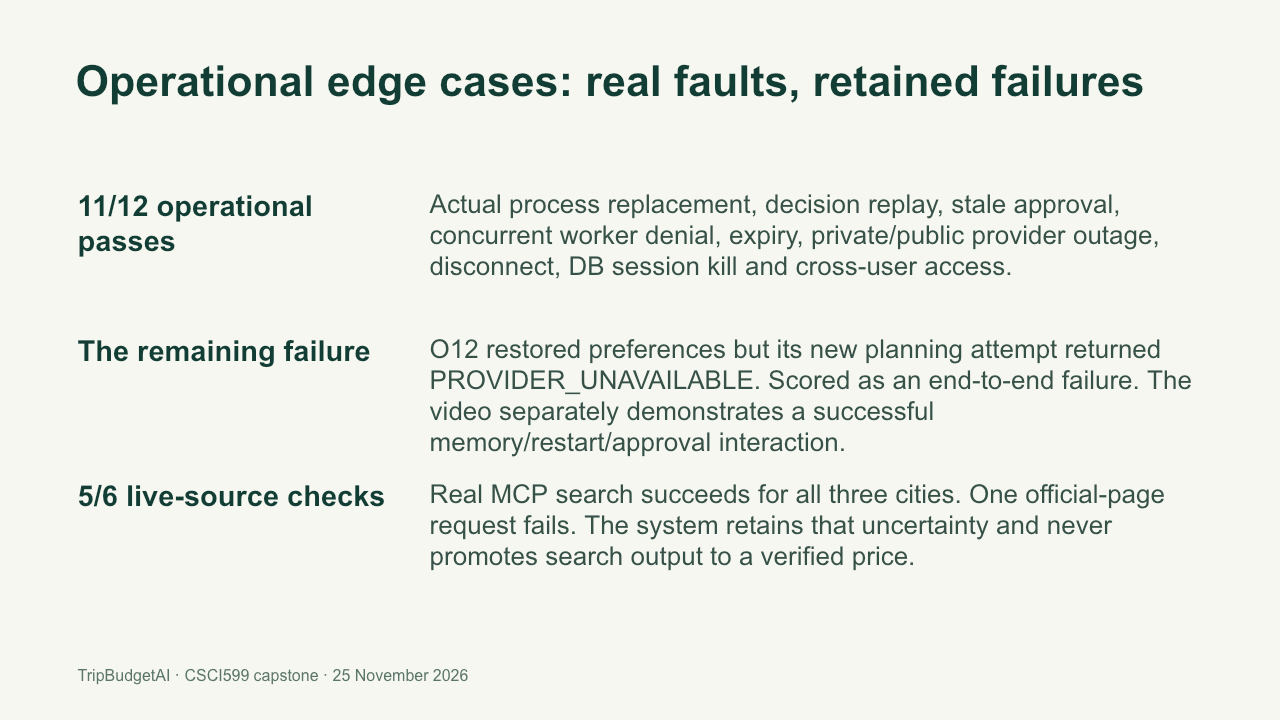 Operational edge cases: real faults, retained failures
11/12 operational
passes
Actual process replacement, decision replay, stale approval,
concurrent worker denial, expiry, private/public provider outage,
disconnect, DB session kill and cross-user access.
The remaining failure
O12 restored preferences but its new planning attempt returned
PROVIDER_UNAVAILABLE. Scored as an end-to-end failure. The
video separately demonstrates a successful
memory/restart/approval interaction.
5/6 live-source checks
Real MCP search succeeds for all three cities. One official-page
request fails. The system retains that uncertainty and never
promotes search output to a verified price.
TripBudgetAI · CSCI599 capstone · 25 November 2026